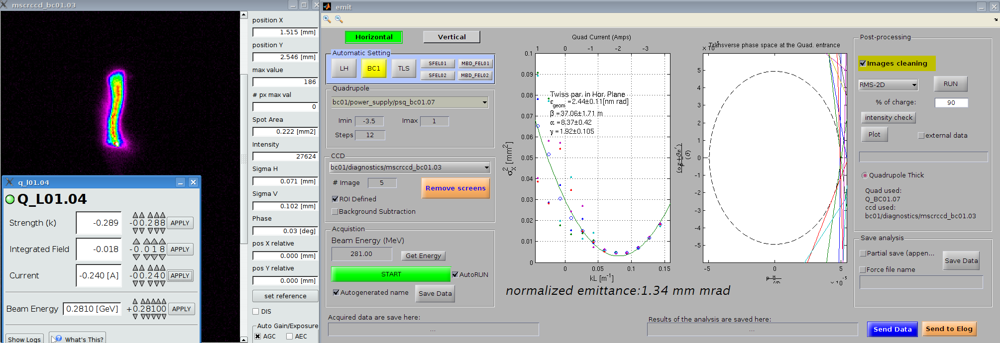 mscrccd_bc01.03
position X
1.515 [mm]
position Y
2.546 [mm]
max value
186
# px max val
0
Spot Area
0.222 [mm2]
Intensity
27624
Sigma H
0.071 [mm]
Sigma V
0.102 [mm]
Phase
0.03 [deg]
pos X relative
0.000 [mm]
pos Y relative
0.000 [mm]
set reference
DIS
Auto Gain/Exposure
AGC AEC
q_l01.04
Q_L01.04
Strength (k) -0.289 -00.288 APPLY
Integrated Field -0.018 -0.018 APPLY
Current -0.240 [A] -00.240 APPLY
Beam Energy 0.2810 [GeV] +0.28100 APPLY
Show Logs What's This?
emit
Horizontal Vertical
Automatic Setting
LH BC1 TLS SFEL01 MBD_FEL01
SFEL02 MBD_FEL02
Quadrupole
bc01/power_supply/psq_bc01.07
Imin -3.5 Imax 1
Steps 12
CCD
bc01/diagnostics/mscrccd_bc01.03
# Image 5
Remove screens
ROI Defined
Background Subtraction
Acquistion
Beam Energy (MeV)
281.00 Get Energy
START AutoRUN
Autogenerated name Save Data
Acquired data are save here:
...
Quad Current (Amps)
1 0 -1 -2 -3
0.1
0.09
0.08
0.07
0.06
0.05
0.04
0.03
0.02
0.01
0
σx² [mm²]
Twiss par. in Hor. Plane
εgeom =2.44±0.11[nm rad]
β =37.06±1.71 m
α =8.37±0.42
γ =1.92±0.105
0 0.05 0.1 0.15
kL [m⁻¹]
normalized emittance:1.34 mm mrad
Transverse phase space at the Quad. entrance
5
4
3
2
1
0
-1
-2
-3
-4
-5
-5 0 5
× 10⁻⁵
Post-processing
Images cleaning
RMS-2D RUN
% of charge: 90
intensity check
Plot external data
Quadrupole Thick
Quad used:
Q_BC01.07
ccd used:
bc01/diagnostics/mscrccd_bc01.03
Save analysis
Partial save (appen...
Save Data
Force file name
Results of the analysis are saved here:
...
Send Data Send to Elog